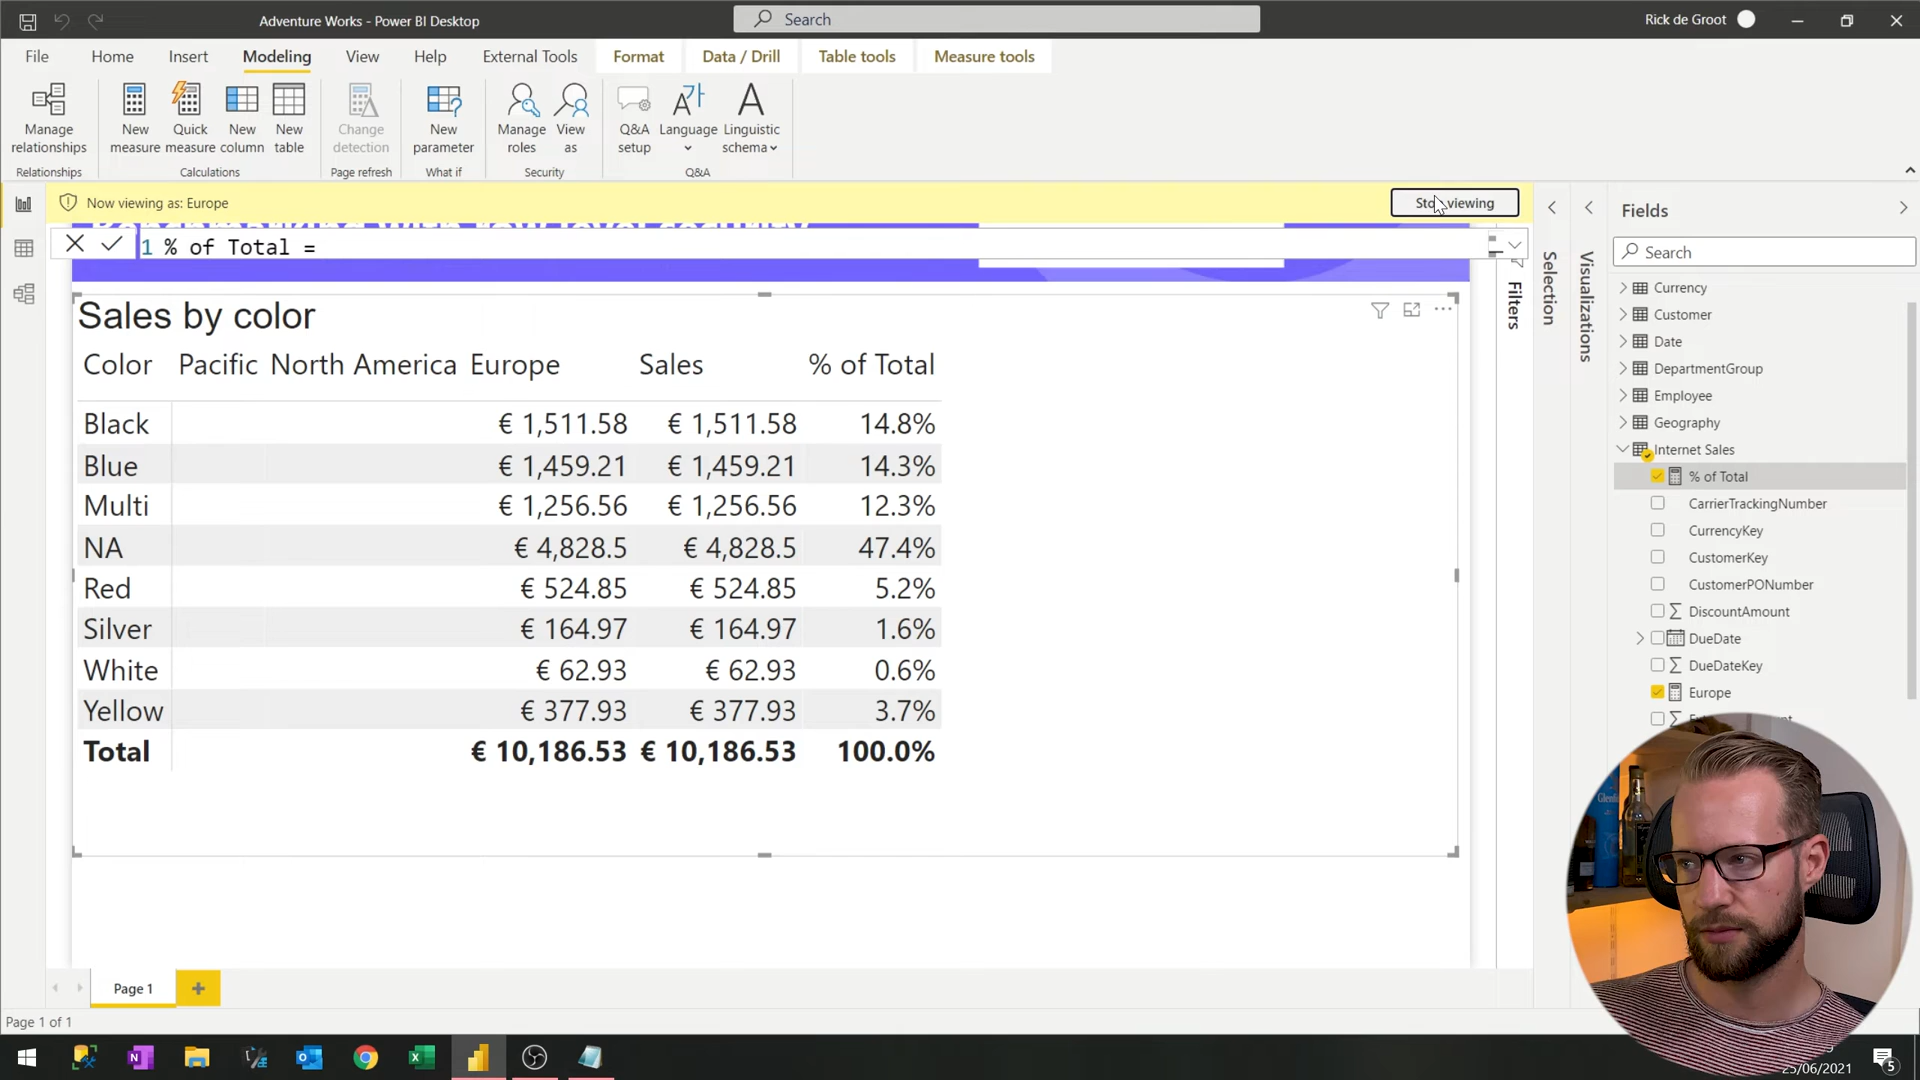 Adventure Works - Power BI Desktop
Search
Rick de Groot
File Home Insert Modeling View Help External Tools Format Data / Drill Table tools Measure tools
Manage relationships
New measure
Quick measure
New column
New table
Change detection
New parameter
Manage roles
View as
Q&A setup
Language
Linguistic schema
Relationships Calculations Page refresh What if Security Q&A
Now viewing as: Europe
Stop viewing
1 % of Total =
Sales by color
Color Pacific North America Europe Sales % of Total
Black € 1,511.58 € 1,511.58 14.8%
Blue € 1,459.21 € 1,459.21 14.3%
Multi € 1,256.56 € 1,256.56 12.3%
NA € 4,828.5 € 4,828.5 47.4%
Red € 524.85 € 524.85 5.2%
Silver € 164.97 € 164.97 1.6%
White € 62.93 € 62.93 0.6%
Yellow € 377.93 € 377.93 3.7%
Total € 10,186.53 € 10,186.53 100.0%
Filters
Selection
Visualizations
Fields
Search
Currency
Customer
Date
DepartmentGroup
Employee
Geography
Internet Sales
% of Total
CarrierTrackingNumber
CurrencyKey
CustomerKey
CustomerPONumber
DiscountAmount
DueDate
DueDateKey
Europe
Page 1
Page 1 of 1
25/06/2021
5